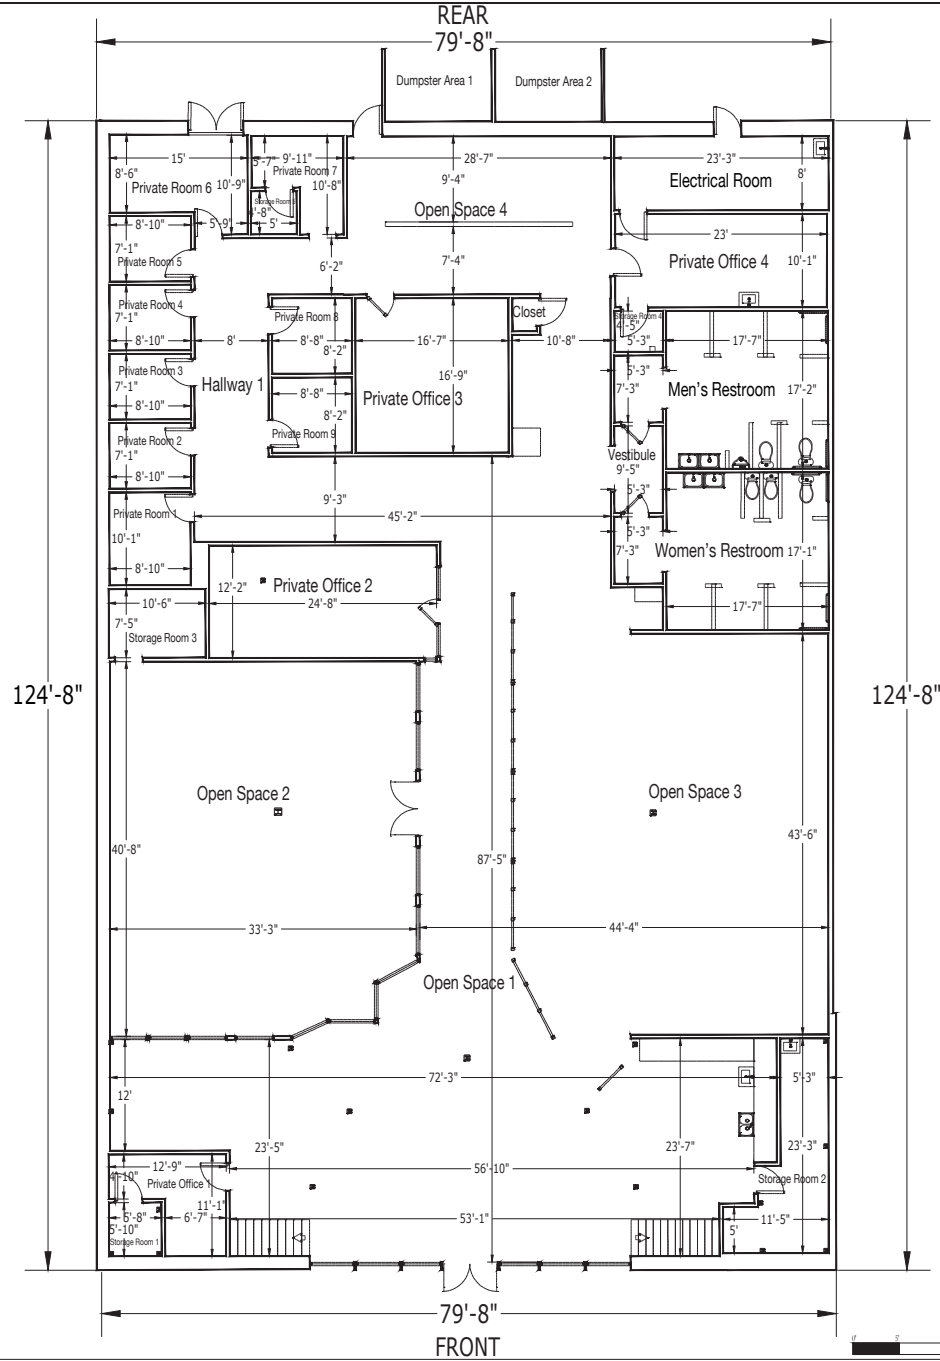 REAR
79'-8"
Dumpster Area 1
Dumpster Area 2
15'
8'-6"
Private Room 6
10'-9"
5'-9"
5'-7"
9'-11"
Private Room 7
10'-8"
4'-8"
5'
28'-7"
9'-4"
Open Space 4
7'-4"
6'-2"
23'-3"
8'
Electrical Room
23'
Private Office 4
10'-1"
8'-10"
7'-1"
Private Room 5
Private Room 4
7'-1"
8'-10"
7'-1"
Private Room 3
8'-10"
Private Room 2
7'-1"
8'-10"
Private Room 1
10'-1"
8'-10"
8'
Hallway 1
Private Room 8
8'-8"
8'-2"
8'-8"
8'-2"
Private Room 9
16'-7"
16'-9"
Private Office 3
Closet
10'-8"
Storage Room 4
4'-5"
5'-3"
17'-7"
5'-3"
7'-3"
Men's Restroom
17'-2"
Vestibule
9'-5"
5'-3"
5'-3"
7'-3"
Women's Restroom
17'-1"
17'-7"
9'-3"
45'-2"
12'-2"
Private Office 2
24'-8"
10'-6"
7'-5"
Storage Room 3
124'-8"
124'-8"
Open Space 2
Open Space 3
40'-8"
87'-5"
43'-6"
33'-3"
44'-4"
Open Space 1
72'-3"
5'-3"
12'
23'-5"
23'-7"
23'-3"
12'-9"
4'-10"
Private Office 1
11'-1"
56'-10"
Storage Room 2
6'-8"
6'-7"
5'-10"
Storage Room 1
53'-1"
11'-5"
5'
79'-8"
FRONT
0'
5'